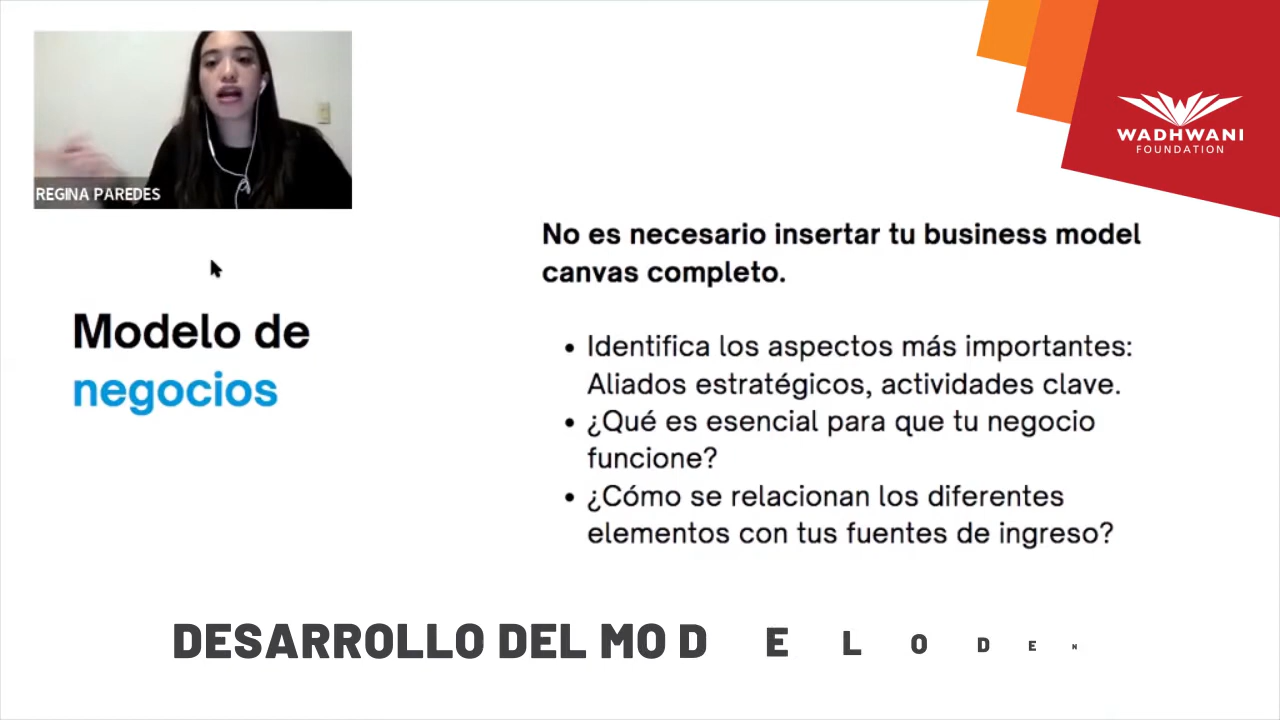 REGINA PAREDES
WADHWANI
FOUNDATION
No es necesario insertar tu business model
canvas completo.
Modelo de
negocios
• Identifica los aspectos más importantes:
Aliados estratégicos, actividades clave.
• ¿Qué es esencial para que tu negocio
funcione?
• ¿Cómo se relacionan los diferentes
elementos con tus fuentes de ingreso?
DESARROLLO DEL MODELO DE N